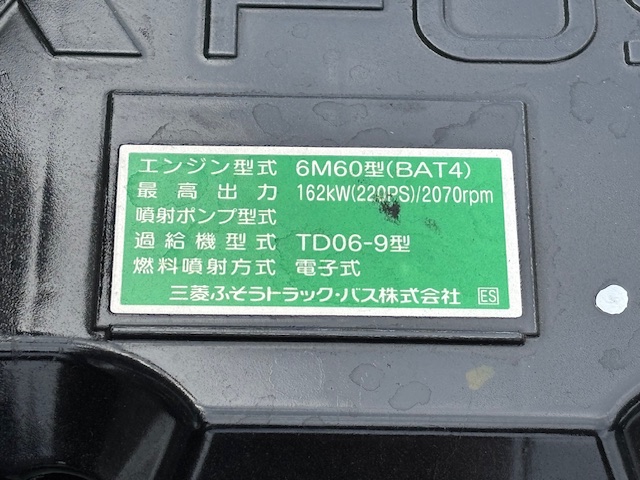 エンジン型式 6M60型(BAT4)
最高出力 162kW(220PS)/2070rpm
噴射ポンプ型式
過給機型式 TD06-9型
燃料噴射方式 電子式
三菱ふそうトラック・バス株式会社 ES